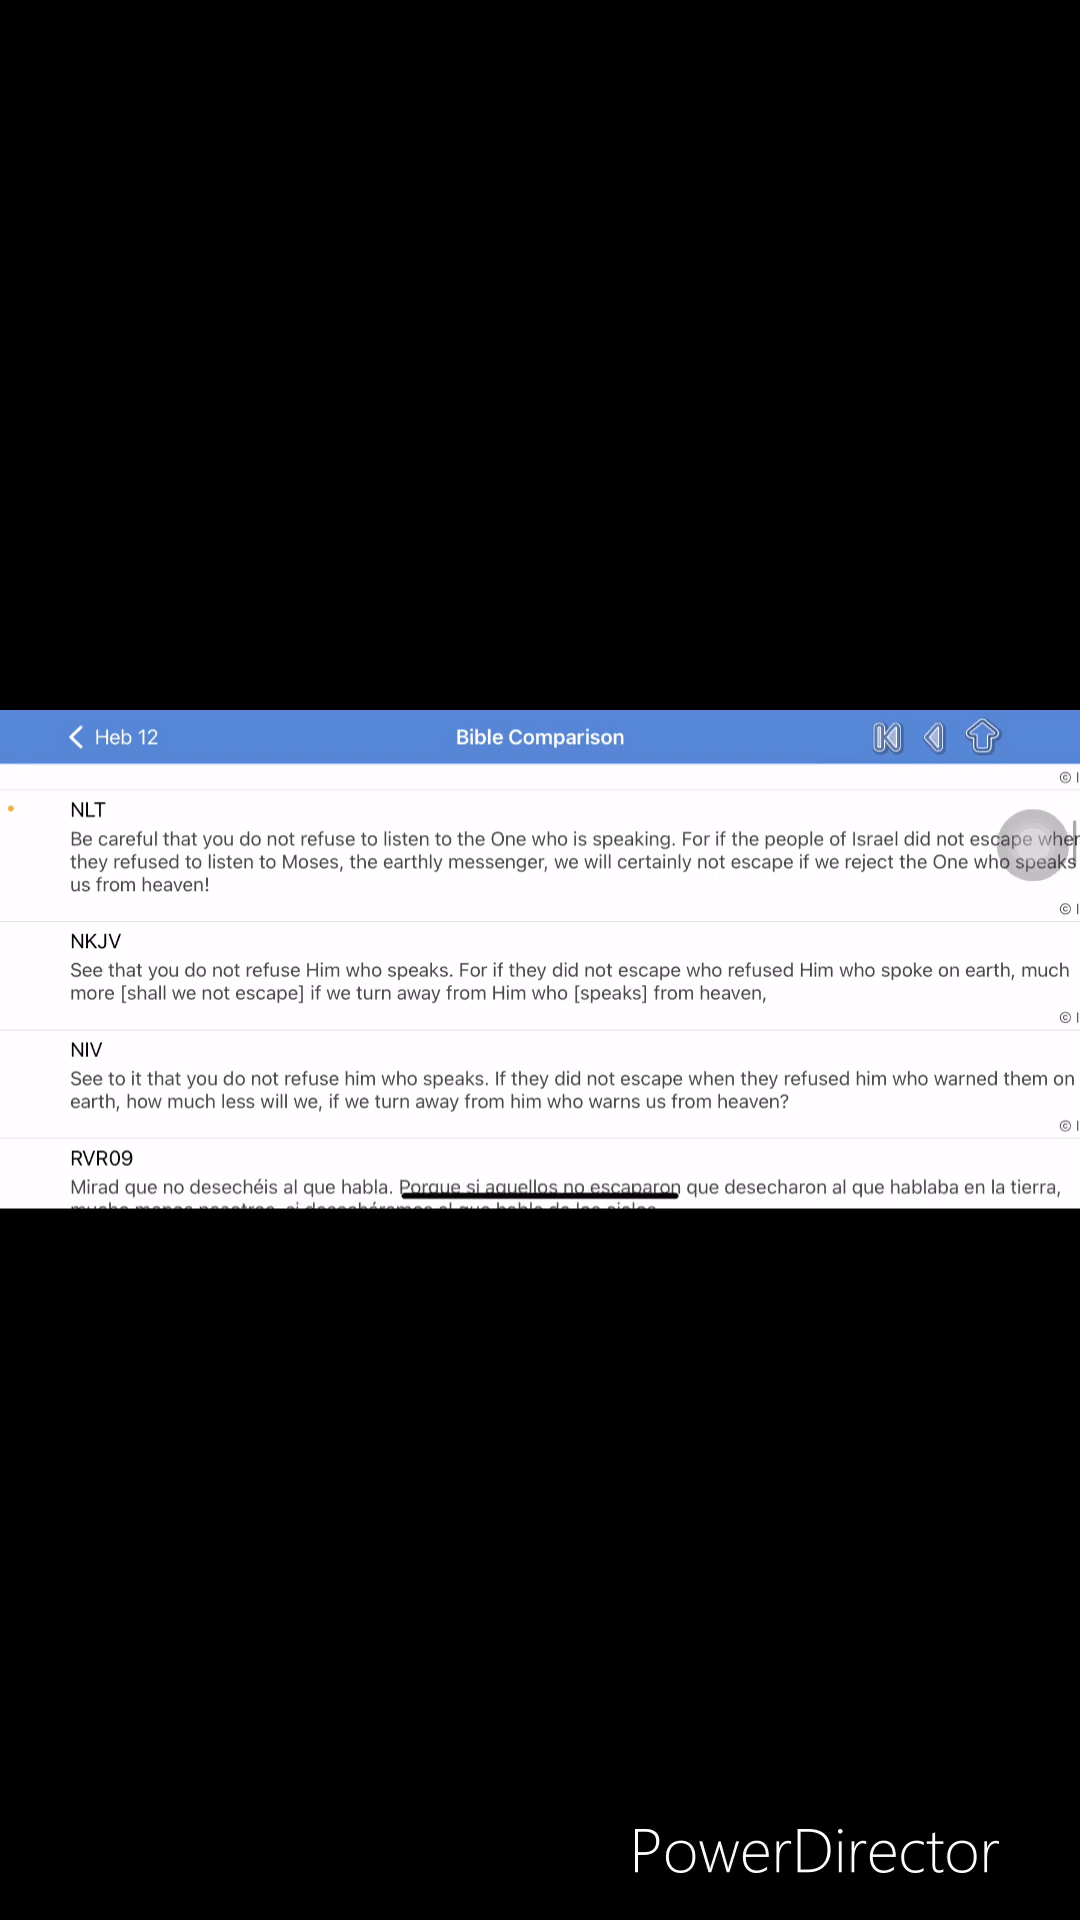 Heb 12
Bible Comparison
©
NLT
Be careful that you do not refuse to listen to the One who is speaking. For if the people of Israel did not escape
they refused to listen to Moses, the earthly messenger, we will certainly not escape if we reject the One who speaks
us from heaven!
©
NKJV
See that you do not refuse Him who speaks. For if they did not escape who refused Him who spoke on earth, much
more [shall we not escape] if we turn away from Him who [speaks] from heaven,
©
NIV
See to it that you do not refuse him who speaks. If they did not escape when they refused him who warned them on
earth, how much less will we, if we turn away from him who warns us from heaven?
©
RVR09
Mirad que no desechéis al que habla. Porque si aquellos no escaparon que desecharon al que hablaba en la tierra,
PowerDirector